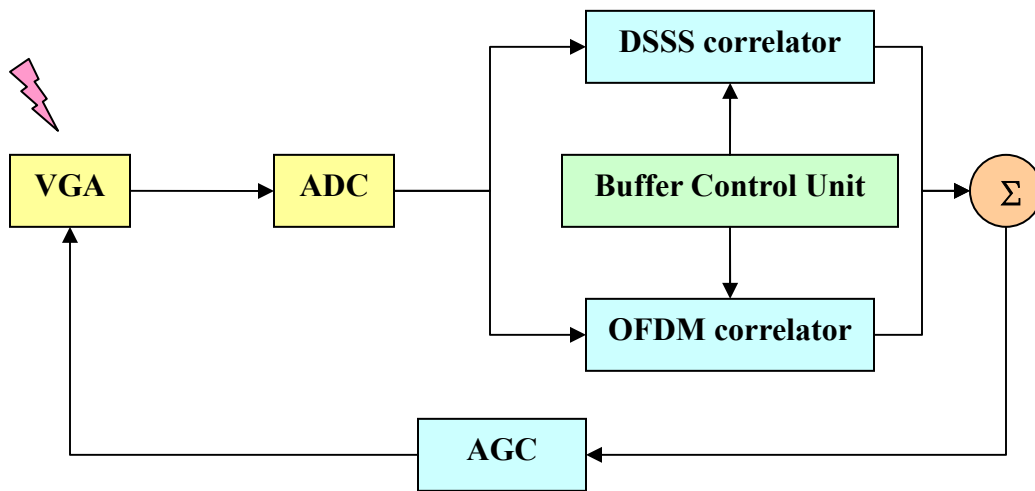 DSSS correlator
VGA
ADC
Buffer Control Unit
Σ
OFDM correlator
AGC